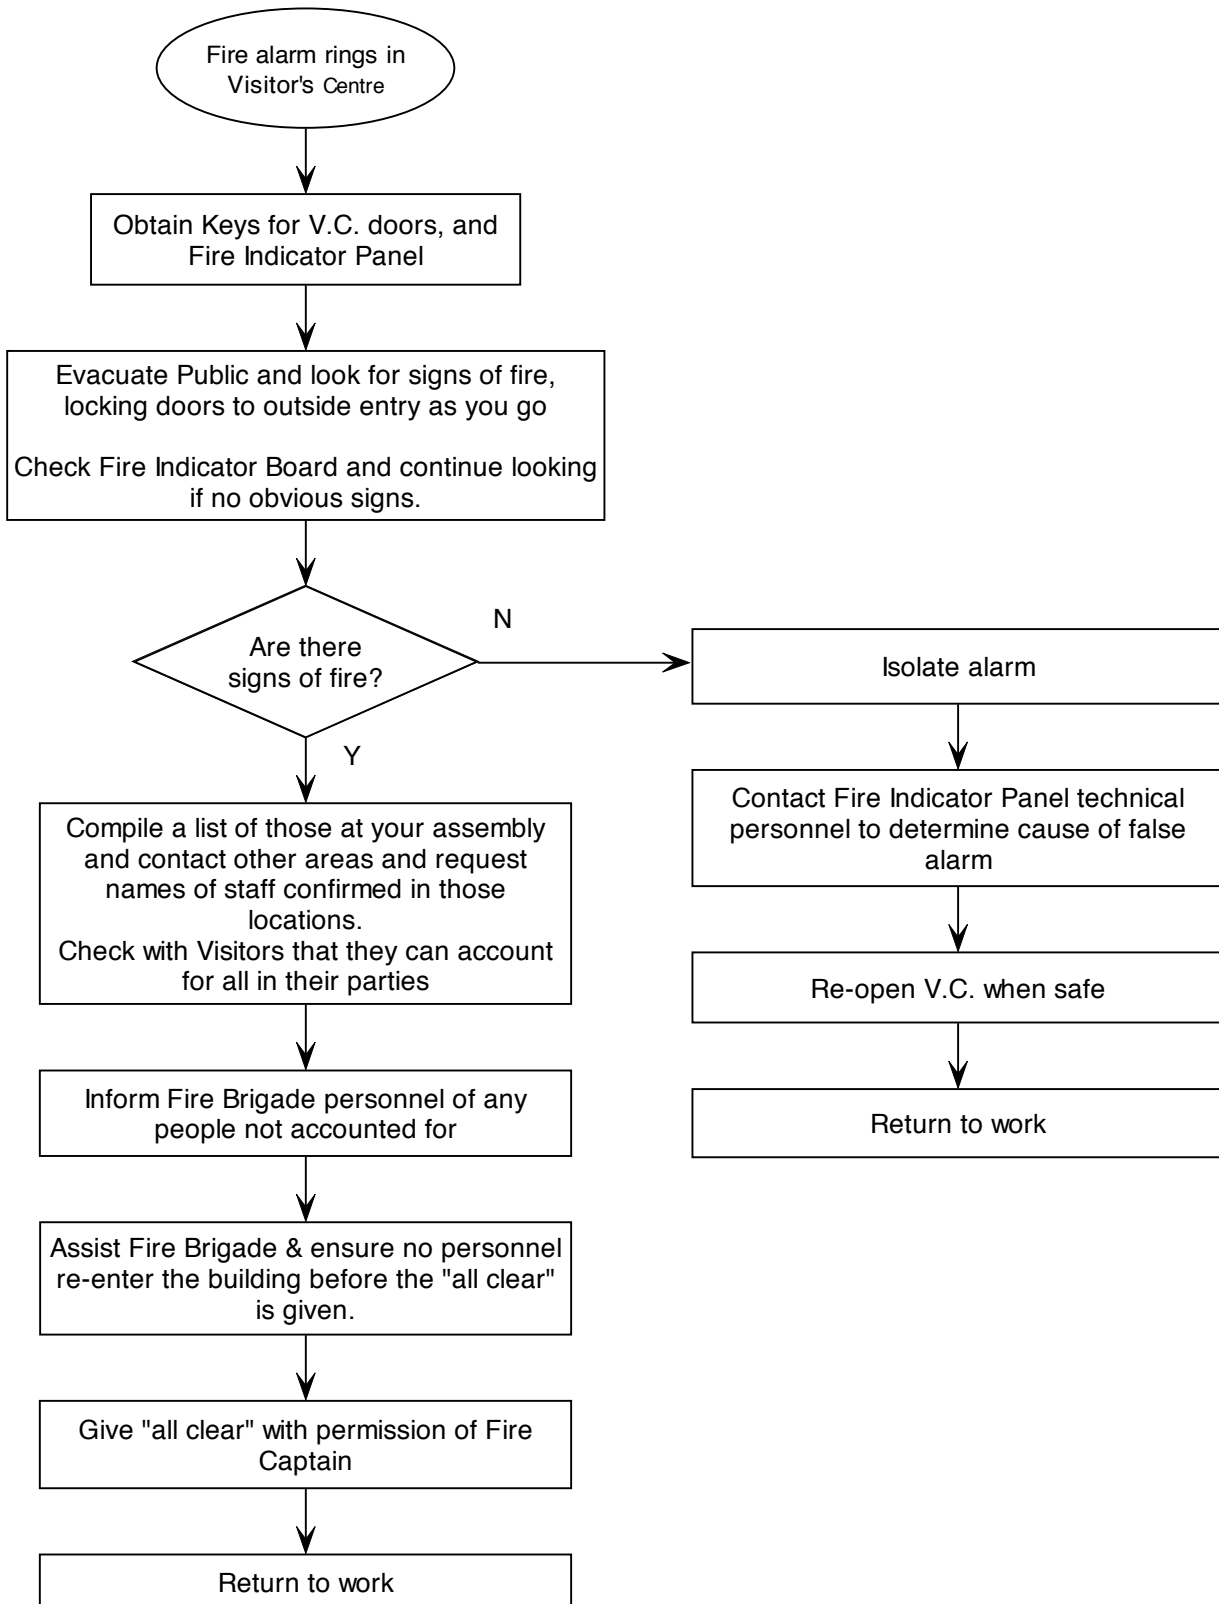 Fire alarm rings in
Visitor's Centre
Obtain Keys for V.C. doors, and
Fire Indicator Panel
Evacuate Public and look for signs of fire,
locking doors to outside entry as you go
Check Fire Indicator Board and continue looking
if no obvious signs.
Are there
signs of fire?
N
Y
Isolate alarm
Contact Fire Indicator Panel technical
personnel to determine cause of false
alarm
Re-open V.C. when safe
Return to work
Compile a list of those at your assembly
and contact other areas and request
names of staff confirmed in those
locations.
Check with Visitors that they can account
for all in their parties
Inform Fire Brigade personnel of any
people not accounted for
Assist Fire Brigade & ensure no personnel
re-enter the building before the "all clear"
is given.
Give "all clear" with permission of Fire
Captain
Return to work